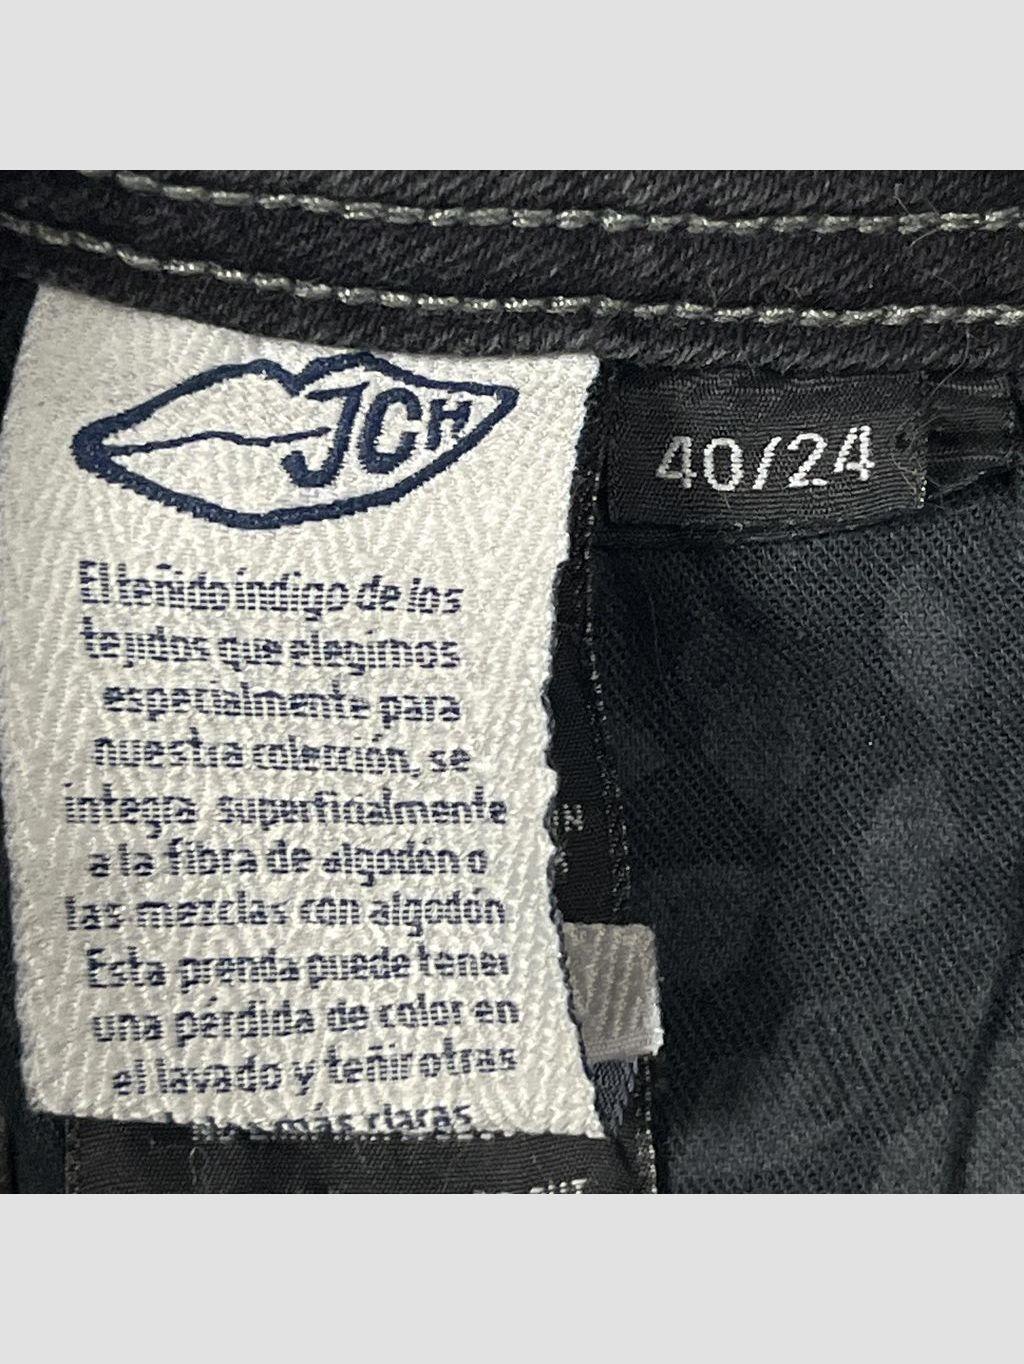 JCH
40/24
El teñido índigo de los
tejidos que elegimos
especialmente para
nuestra colección, se
integra superficialmente
a la fibra de algodón o
las mezclas con algodón
Esta prenda puede tener
una pérdida de color en
el lavado y teñir otras
más claras